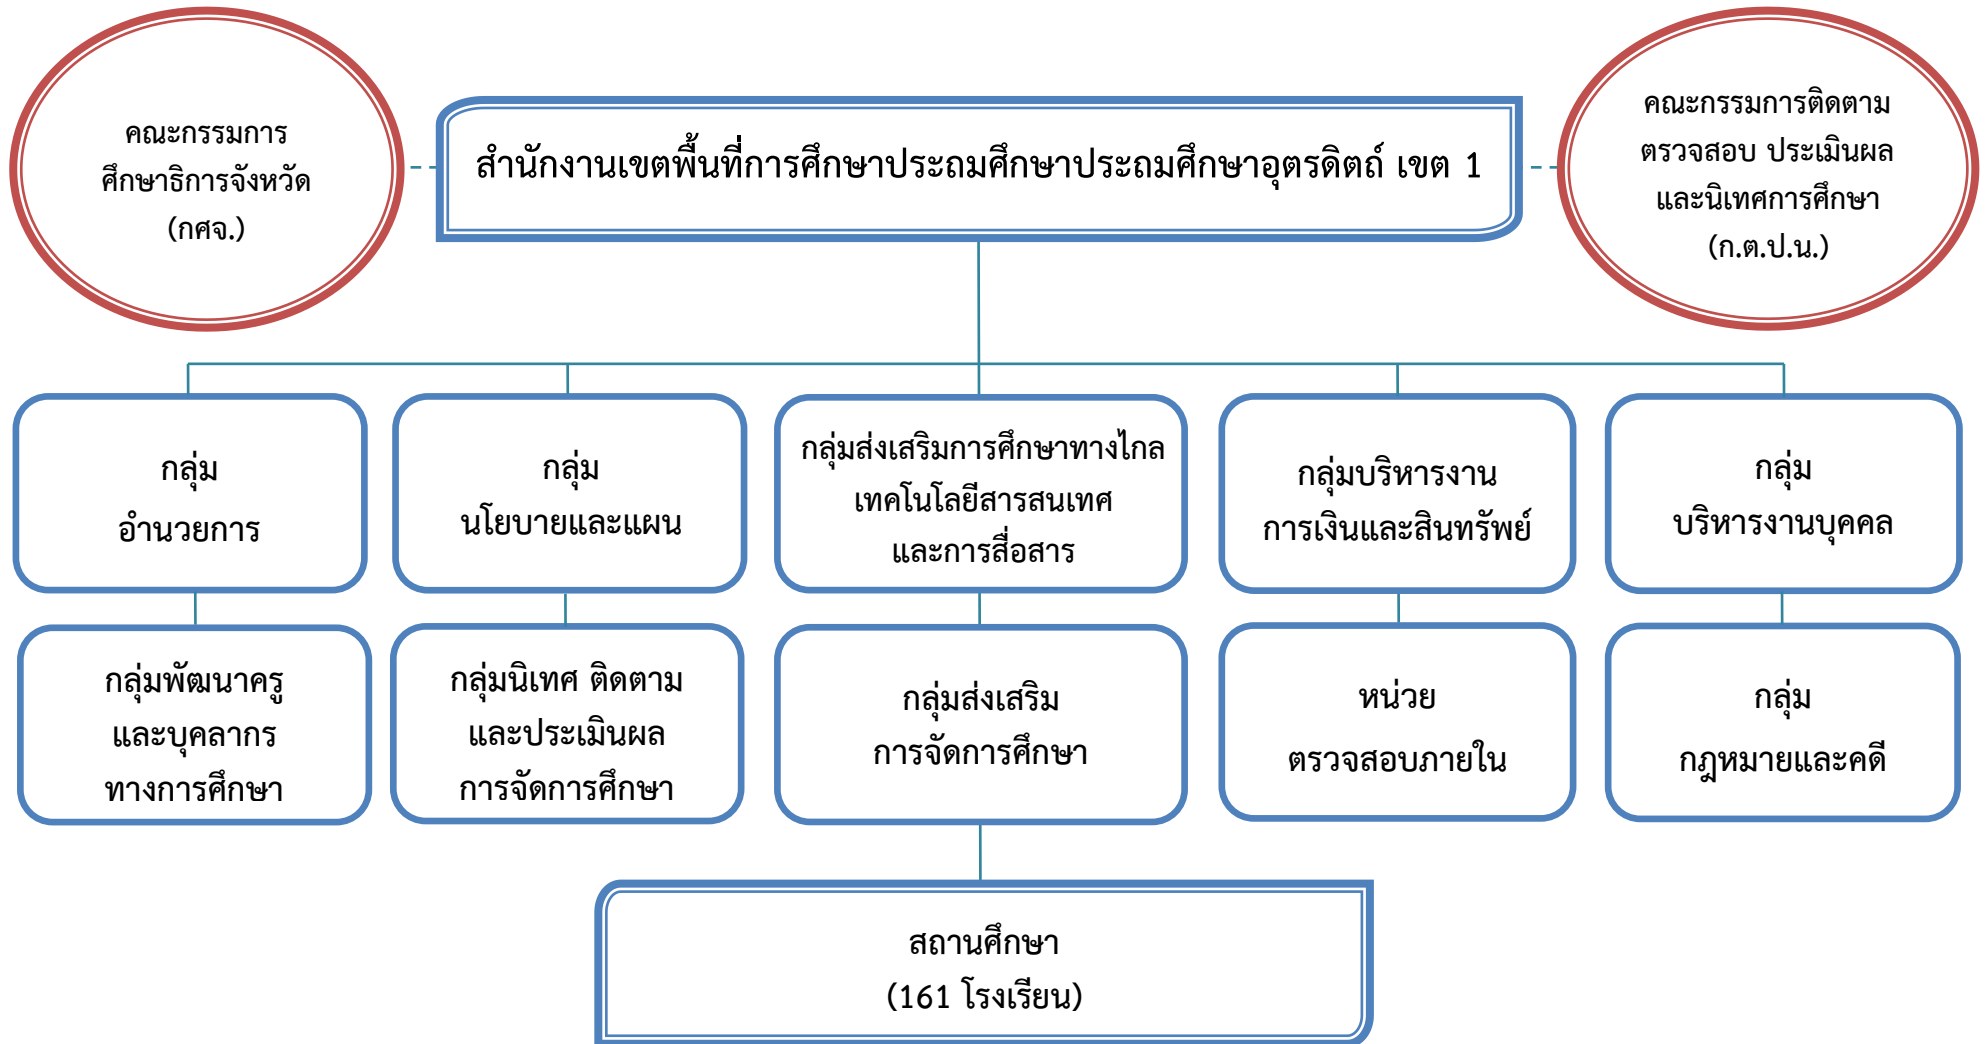 คณะกรรมการ
ศึกษาธิการจังหวัด
(กศจ.)
สำนักงานเขตพื้นที่การศึกษาประถมศึกษาประถมศึกษาอุตรดิตถ์ เขต 1
คณะกรรมการติดตาม
ตรวจสอบ ประเมินผล
และนิเทศการศึกษา
(ก.ต.ป.น.)
กลุ่ม
อำนวยการ
กลุ่ม
นโยบายและแผน
กลุ่มส่งเสริมการศึกษาทางไกล
เทคโนโลยีสารสนเทศ
และการสื่อสาร
กลุ่มบริหารงาน
การเงินและสินทรัพย์
กลุ่ม
บริหารงานบุคคล
กลุ่มพัฒนาครู
และบุคลากร
ทางการศึกษา
กลุ่มนิเทศ ติดตาม
และประเมินผล
การจัดการศึกษา
กลุ่มส่งเสริม
การจัดการศึกษา
หน่วย
ตรวจสอบภายใน
กลุ่ม
กฎหมายและคดี
สถานศึกษา
(161 โรงเรียน)